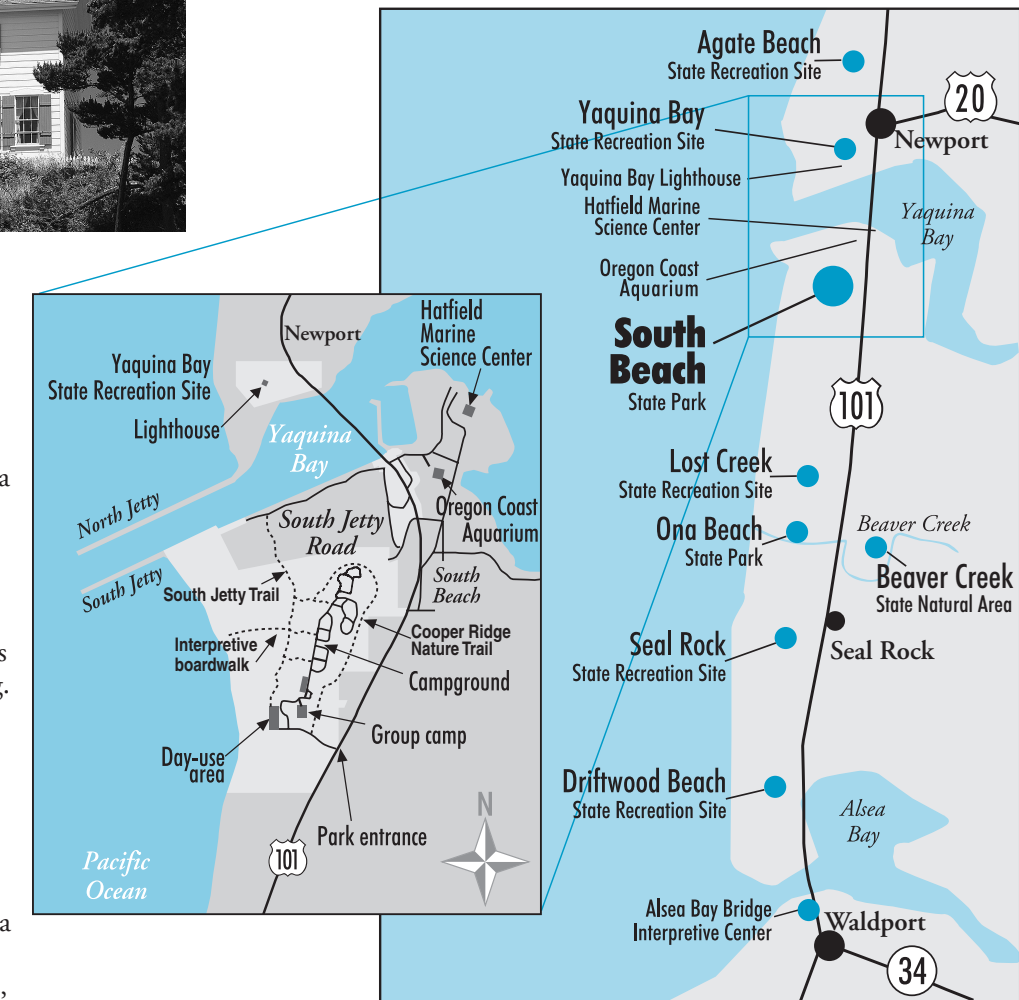 Agate Beach
State Recreation Site
20
Yaquina Bay
State Recreation Site
Newport
Yaquina Bay Lighthouse
Hatfield Marine
Science Center
Yaquina
Bay
Oregon Coast
Aquarium
South
Beach
State Park
101
Lost Creek
State Recreation Site
Ona Beach
State Park
Beaver Creek
Beaver Creek
State Natural Area
Seal Rock
State Recreation Site
Seal Rock
Driftwood Beach
State Recreation Site
Alsea
Bay
Alsea Bay Bridge
Interpretive Center
Waldport
34
Newport
Hatfield
Marine
Science Center
Yaquina Bay
State Recreation Site
Lighthouse
Yaquina
Bay
North Jetty
South Jetty
South Jetty
Road
Oregon Coast
Aquarium
South
Beach
South Jetty Trail
Interpretive
boardwalk
Cooper Ridge
Nature Trail
Campground
Group camp
Day-use
area
Park entrance
101
N
Pacific
Ocean
a
s
g.
a
s,